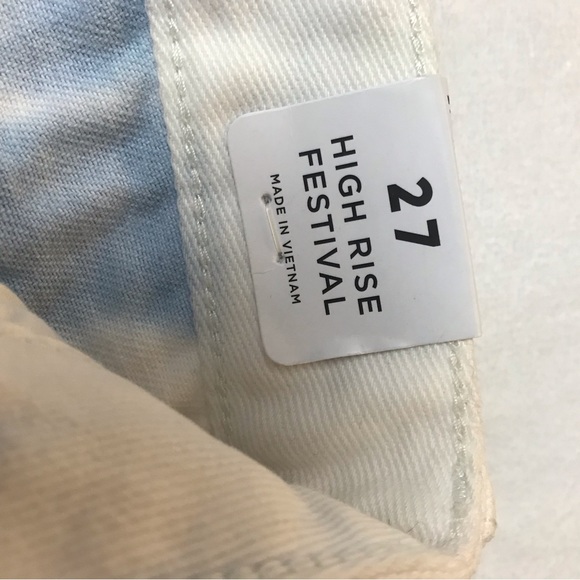 27
HIGH RISE
FESTIVAL
MADE IN VIETNAM